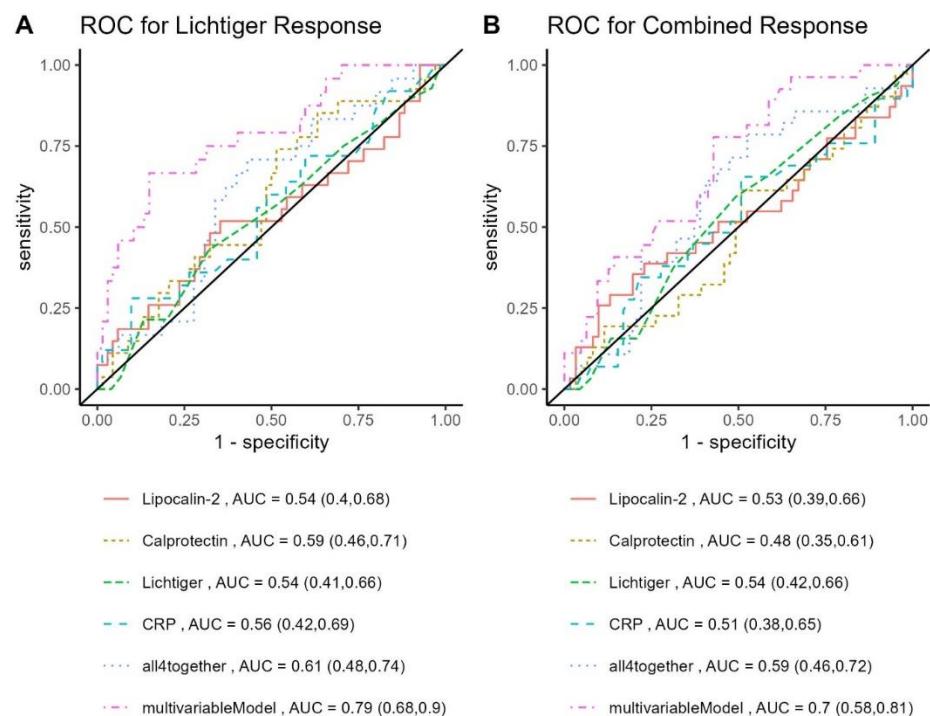 A ROC for Lichtiger Response
1.00
0.75
0.50
0.25
0.00
sensitivity
0.00 0.25 0.50 0.75 1.00
1 - specificity
Lipocalin-2 , AUC = 0.54 (0.4,0.68)
Calprotectin , AUC = 0.59 (0.46,0.71)
Lichtiger , AUC = 0.54 (0.41,0.66)
CRP , AUC = 0.56 (0.42,0.69)
all4together , AUC = 0.61 (0.48,0.74)
multivariableModel , AUC = 0.79 (0.68,0.9)
B ROC for Combined Response
1.00
0.75
0.50
0.25
0.00
sensitivity
0.00 0.25 0.50 0.75 1.00
1 - specificity
Lipocalin-2 , AUC = 0.53 (0.39,0.66)
Calprotectin , AUC = 0.48 (0.35,0.61)
Lichtiger , AUC = 0.54 (0.42,0.66)
CRP , AUC = 0.51 (0.38,0.65)
all4together , AUC = 0.59 (0.46,0.72)
multivariableModel , AUC = 0.7 (0.58,0.81)